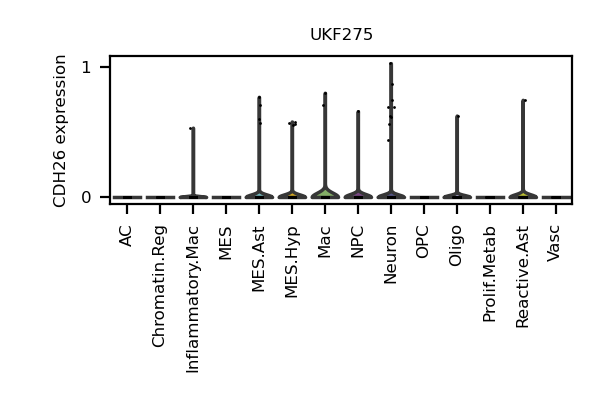 UKF275
CDH26 expression
1
0
AC
Chromatin.Reg
Inflammatory.Mac
MES
MES.Ast
MES.Hyp
Mac
NPC
Neuron
OPC
Oligo
Prolif.Metab
Reactive.Ast
Vasc